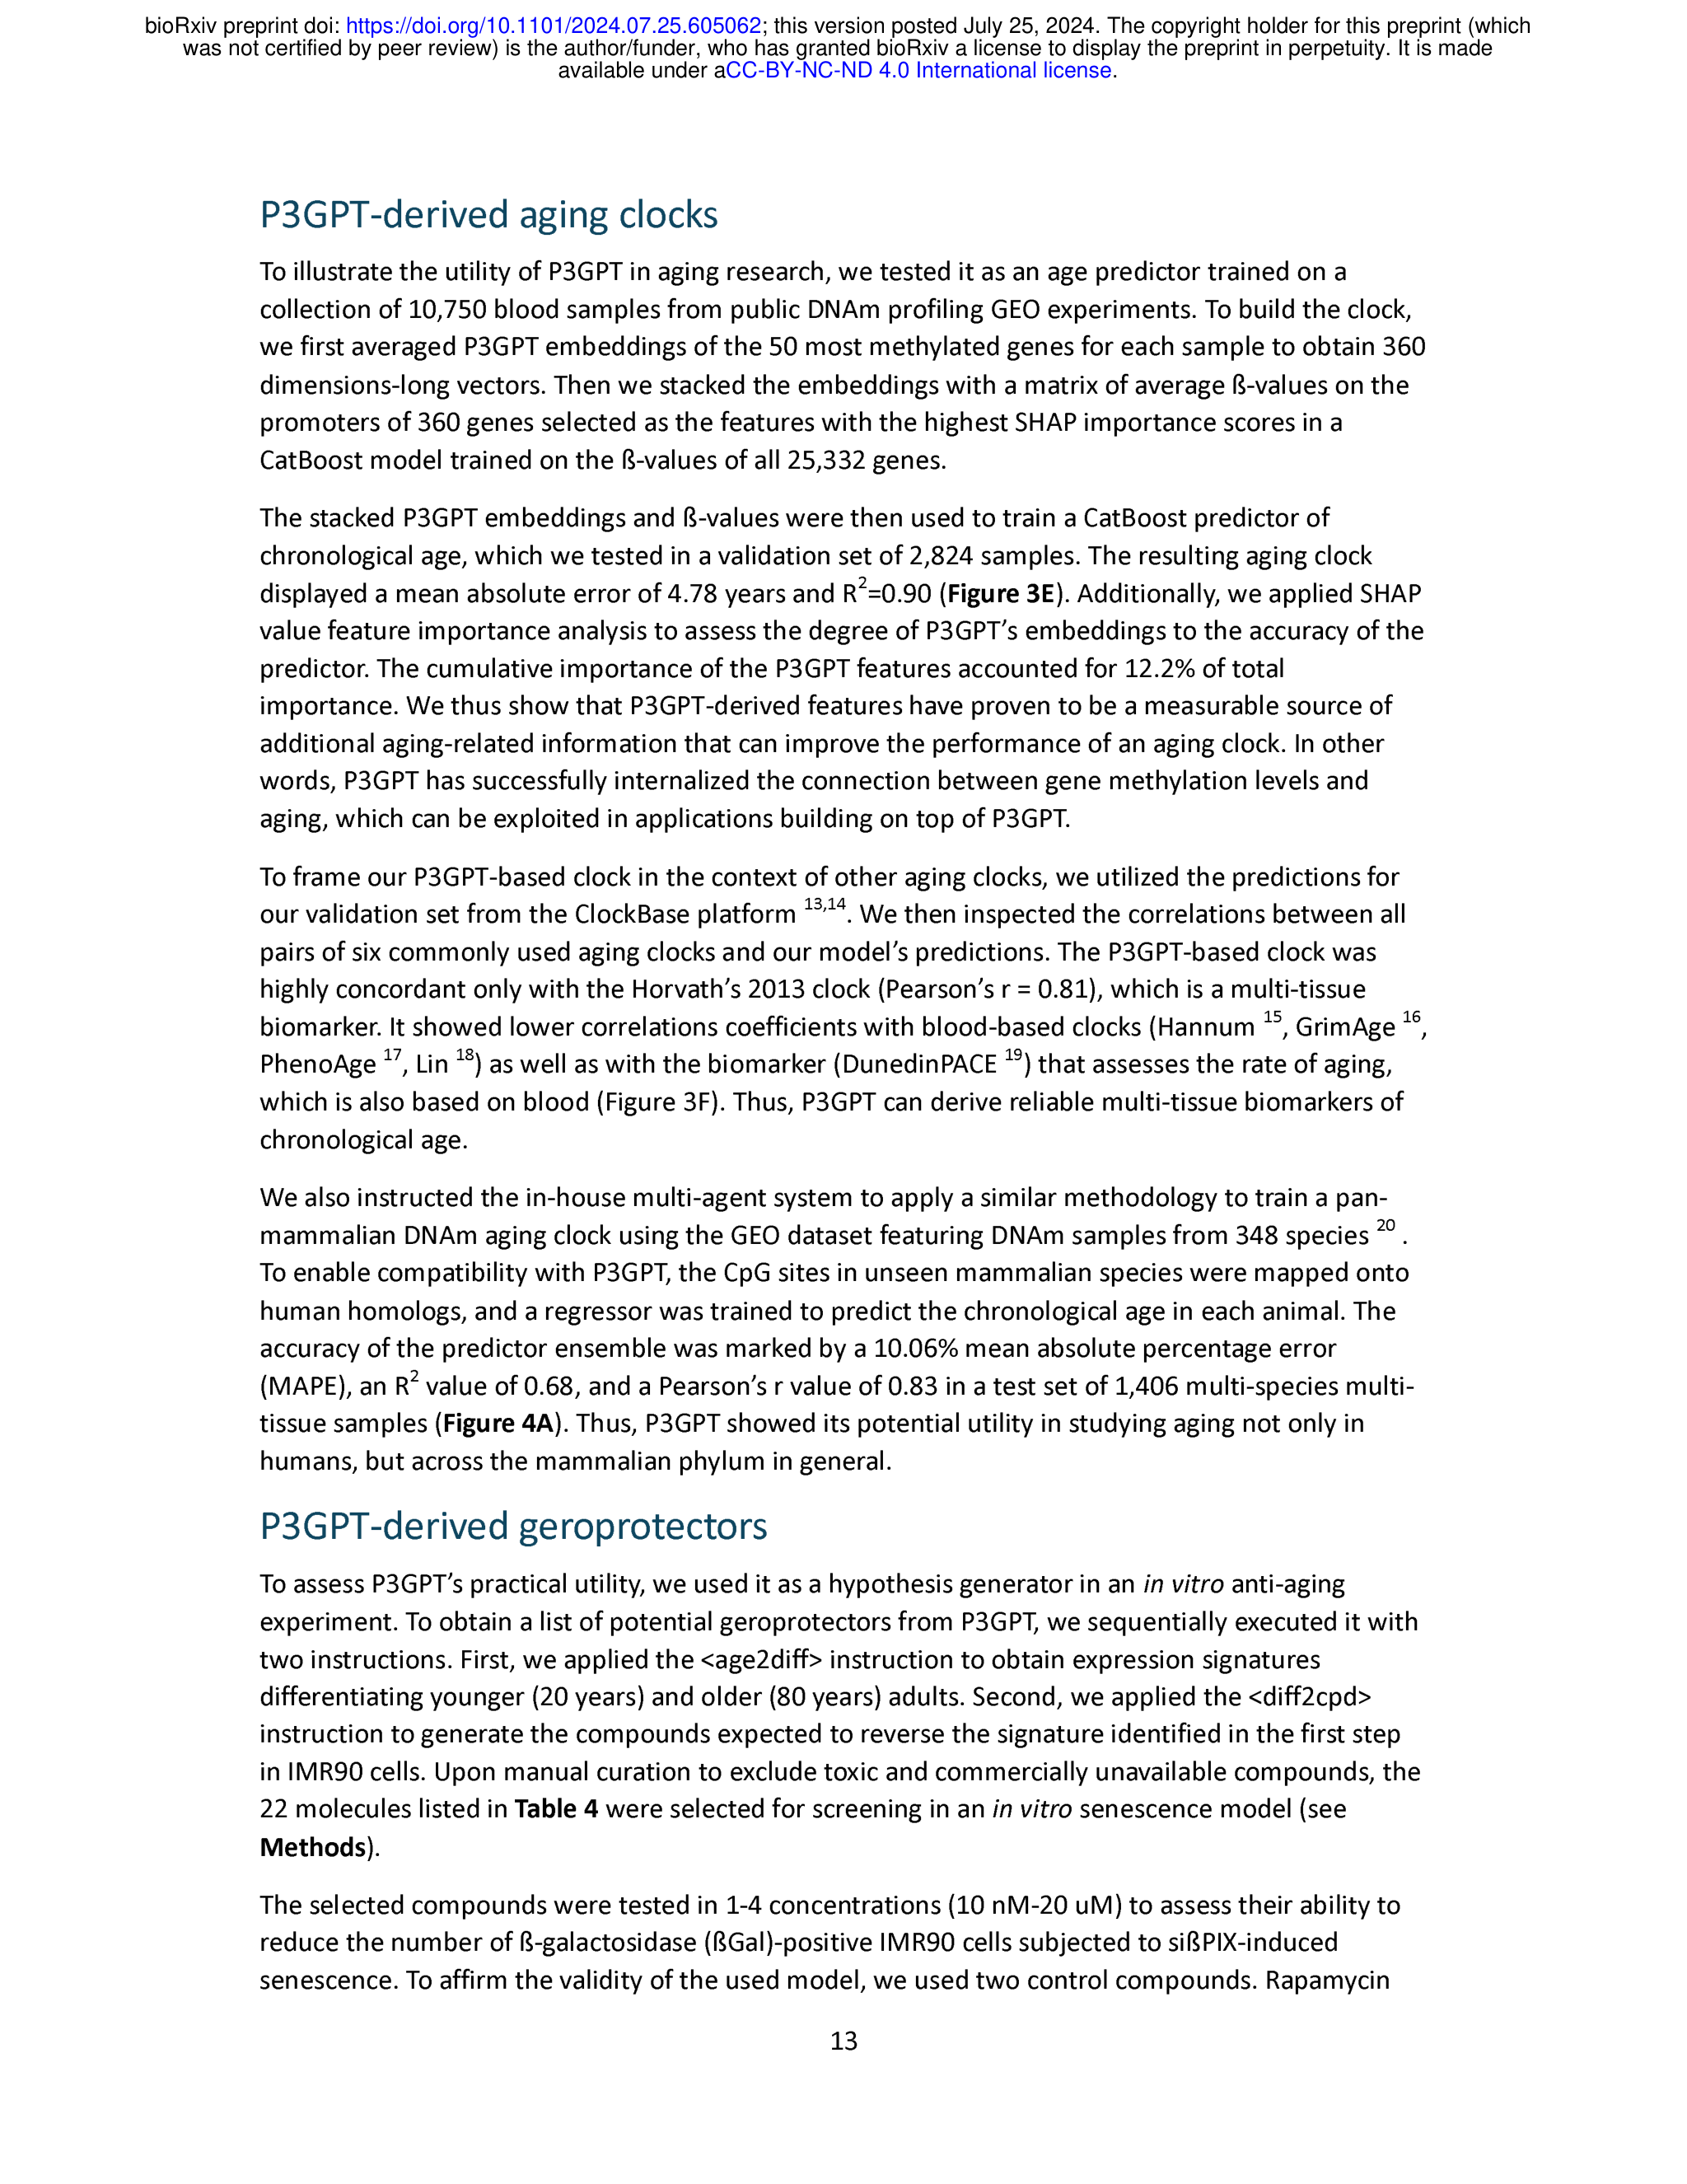 bioRxiv preprint doi: https://doi.org/10.1101/2024.07.25.605062; this version posted July 25, 2024. The copyright holder for this preprint (which
was not certified by peer review) is the author/funder, who has granted bioRxiv a license to display the preprint in perpetuity. It is made
available under aCC-BY-NC-ND 4.0 International license.
P3GPT-derived aging clocks
To illustrate the utility of P3GPT in aging research, we tested it as an age predictor trained on a
collection of 10,750 blood samples from public DNAm profiling GEO experiments. To build the clock,
we first averaged P3GPT embeddings of the 50 most methylated genes for each sample to obtain 360
dimensions-long vectors. Then we stacked the embeddings with a matrix of average ß-values on the
promoters of 360 genes selected as the features with the highest SHAP importance scores in a
CatBoost model trained on the ß-values of all 25,332 genes.
The stacked P3GPT embeddings and ß-values were then used to train a CatBoost predictor of
chronological age, which we tested in a validation set of 2,824 samples. The resulting aging clock
displayed a mean absolute error of 4.78 years and R²=0.90 (Figure 3E). Additionally, we applied SHAP
value feature importance analysis to assess the degree of P3GPT’s embeddings to the accuracy of the
predictor. The cumulative importance of the P3GPT features accounted for 12.2% of total
importance. We thus show that P3GPT-derived features have proven to be a measurable source of
additional aging-related information that can improve the performance of an aging clock. In other
words, P3GPT has successfully internalized the connection between gene methylation levels and
aging, which can be exploited in applications building on top of P3GPT.
To frame our P3GPT-based clock in the context of other aging clocks, we utilized the predictions for
our validation set from the ClockBase platform 13,14. We then inspected the correlations between all
pairs of six commonly used aging clocks and our model’s predictions. The P3GPT-based clock was
highly concordant only with the Horvath’s 2013 clock (Pearson’s r = 0.81), which is a multi-tissue
biomarker. It showed lower correlations coefficients with blood-based clocks (Hannum 15, GrimAge 16,
PhenoAge 17, Lin 18) as well as with the biomarker (DunedinPACE 19) that assesses the rate of aging,
which is also based on blood (Figure 3F). Thus, P3GPT can derive reliable multi-tissue biomarkers of
chronological age.
We also instructed the in-house multi-agent system to apply a similar methodology to train a pan-
mammalian DNAm aging clock using the GEO dataset featuring DNAm samples from 348 species 20 .
To enable compatibility with P3GPT, the CpG sites in unseen mammalian species were mapped onto
human homologs, and a regressor was trained to predict the chronological age in each animal. The
accuracy of the predictor ensemble was marked by a 10.06% mean absolute percentage error
(MAPE), an R² value of 0.68, and a Pearson’s r value of 0.83 in a test set of 1,406 multi-species multi-
tissue samples (Figure 4A). Thus, P3GPT showed its potential utility in studying aging not only in
humans, but across the mammalian phylum in general.
P3GPT-derived geroprotectors
To assess P3GPT’s practical utility, we used it as a hypothesis generator in an in vitro anti-aging
experiment. To obtain a list of potential geroprotectors from P3GPT, we sequentially executed it with
two instructions. First, we applied the <age2diff> instruction to obtain expression signatures
differentiating younger (20 years) and older (80 years) adults. Second, we applied the <diff2cpd>
instruction to generate the compounds expected to reverse the signature identified in the first step
in IMR90 cells. Upon manual curation to exclude toxic and commercially unavailable compounds, the
22 molecules listed in Table 4 were selected for screening in an in vitro senescence model (see
Methods).
The selected compounds were tested in 1-4 concentrations (10 nM-20 uM) to assess their ability to
reduce the number of ß-galactosidase (ßGal)-positive IMR90 cells subjected to sißPIX-induced
senescence. To affirm the validity of the used model, we used two control compounds. Rapamycin
13